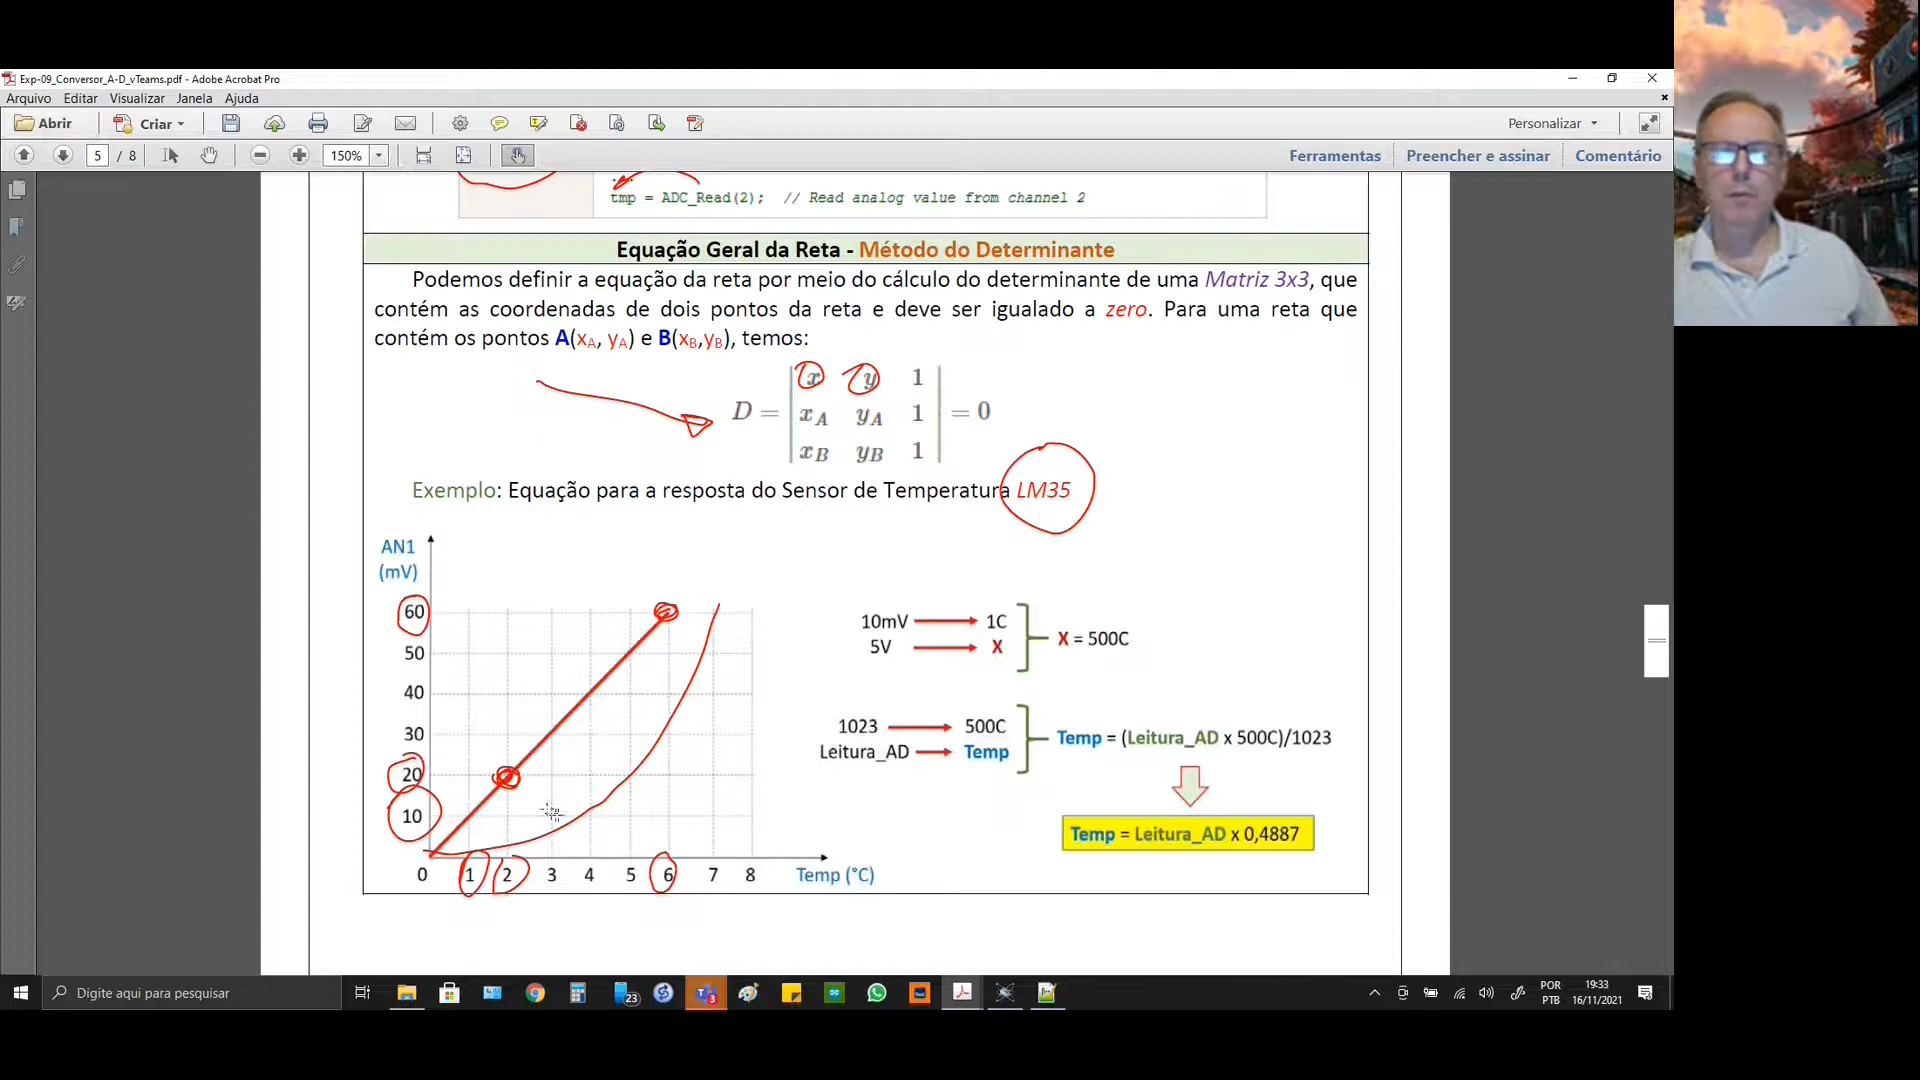 Exp-09_Conversor_A-D_vTeams.pdf - Adobe Acrobat Pro
Arquivo Editar Visualizar Janela Ajuda
Abrir Criar Personalizar
5 / 8 150% Ferramentas Preencher e assinar Comentário
tmp = ADC_Read(2); // Read analog value from channel 2
Equação Geral da Reta - Método do Determinante
Podemos definir a equação da reta por meio do cálculo do determinante de uma Matriz 3x3, que
contém as coordenadas de dois pontos da reta e deve ser igualado a zero. Para uma reta que
contém os pontos A(xA, yA) e B(xB,yB), temos:
x y 1
D = xA yA 1 = 0
xB yB 1
Exemplo: Equação para a resposta do Sensor de Temperatura LM35
AN1
(mV)
60
50
40
30
20
10
0 1 2 3 4 5 6 7 8 Temp (°C)
10mV 1C
5V X
X = 500C
1023 500C
Leitura_AD Temp
Temp = (Leitura_AD x 500C)/1023
Temp = Leitura_AD x 0,4887
Digite aqui para pesquisar
23
3
POR
PTB
19:33
16/11/2021